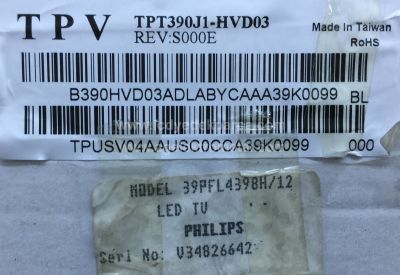 TPV TPT390J1-HVD03 Made In Taiwan
REV:S000E RoHS
B390HVD03ADLABYCAAA39K0099 BL
TPUSV04AAUSC0CCA39K0099 000
MODEL 39PFL4398H/12
LED TV
PHILIPS
Serl No: V34826642